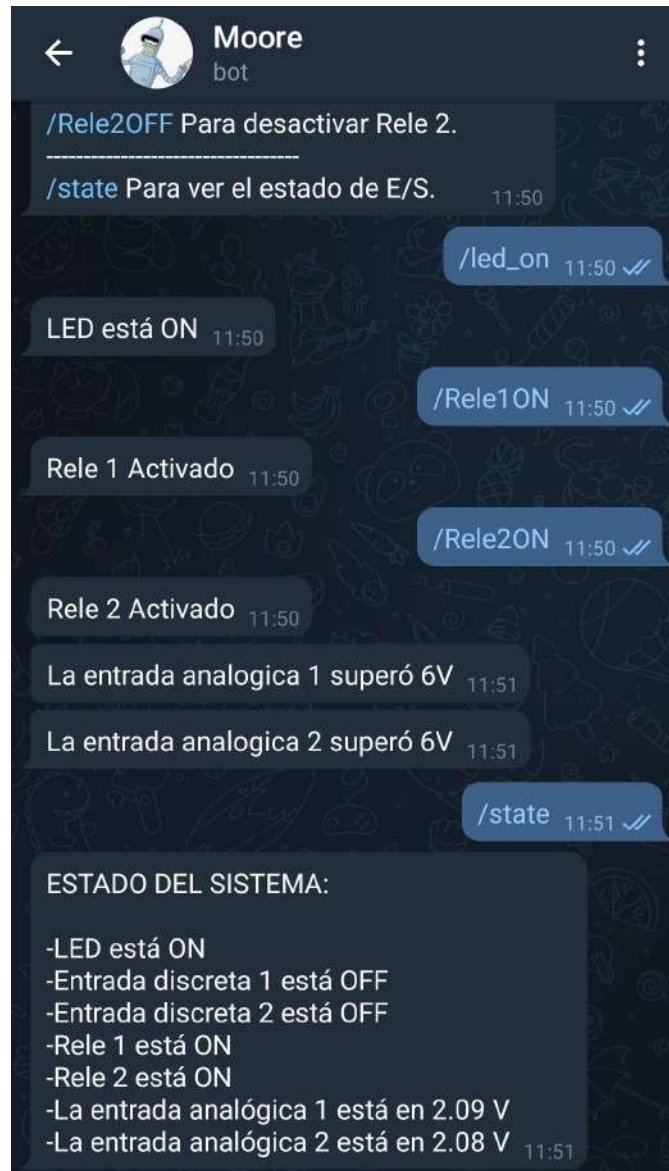 Moore
bot
/Rele2OFF Para desactivar Rele 2.
----------------------------------
/state Para ver el estado de E/S. 11:50
/led_on 11:50
LED está ON 11:50
/Rele1ON 11:50
Rele 1 Activado 11:50
/Rele2ON 11:50
Rele 2 Activado 11:50
La entrada analogica 1 superó 6V 11:51
La entrada analogica 2 superó 6V 11:51
/state 11:51
ESTADO DEL SISTEMA:
-LED está ON
-Entrada discreta 1 está OFF
-Entrada discreta 2 está OFF
-Rele 1 está ON
-Rele 2 está ON
-La entrada analógica 1 está en 2.09 V
-La entrada analógica 2 está en 2.08 V 11:51